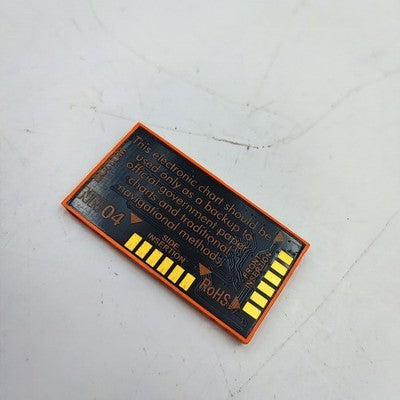 This electronic chart should be
used only as a backup to
official government paper
charts and traditional
navigational methods.
04
SIDE
INSERTION
RoHS
INSERTION